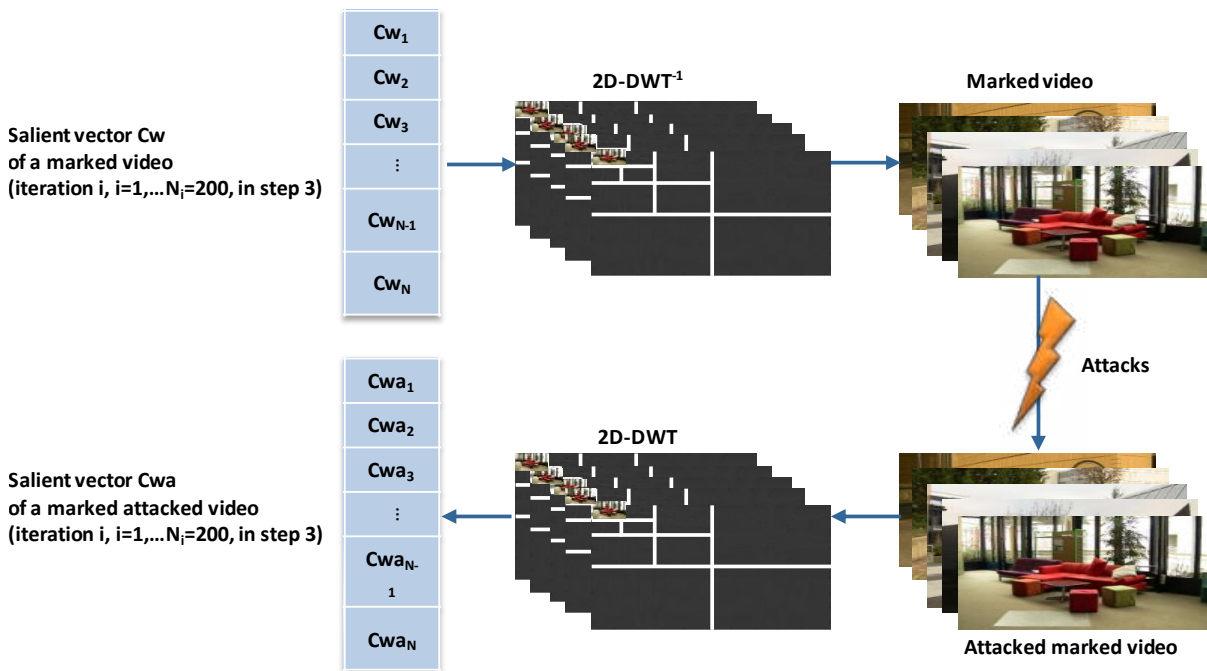 Cw1
Cw2
Cw3
⋮
CwN-1
CwN
Salient vector Cw
of a marked video
(iteration i, i=1,...Ni=200, in step 3)
2D-DWT-1
Marked video
Attacks
Cwa1
Cwa2
Cwa3
⋮
CwaN-
1
CwaN
Salient vector Cwa
of a marked attacked video
(iteration i, i=1,...Ni=200, in step 3)
2D-DWT
Attacked marked video